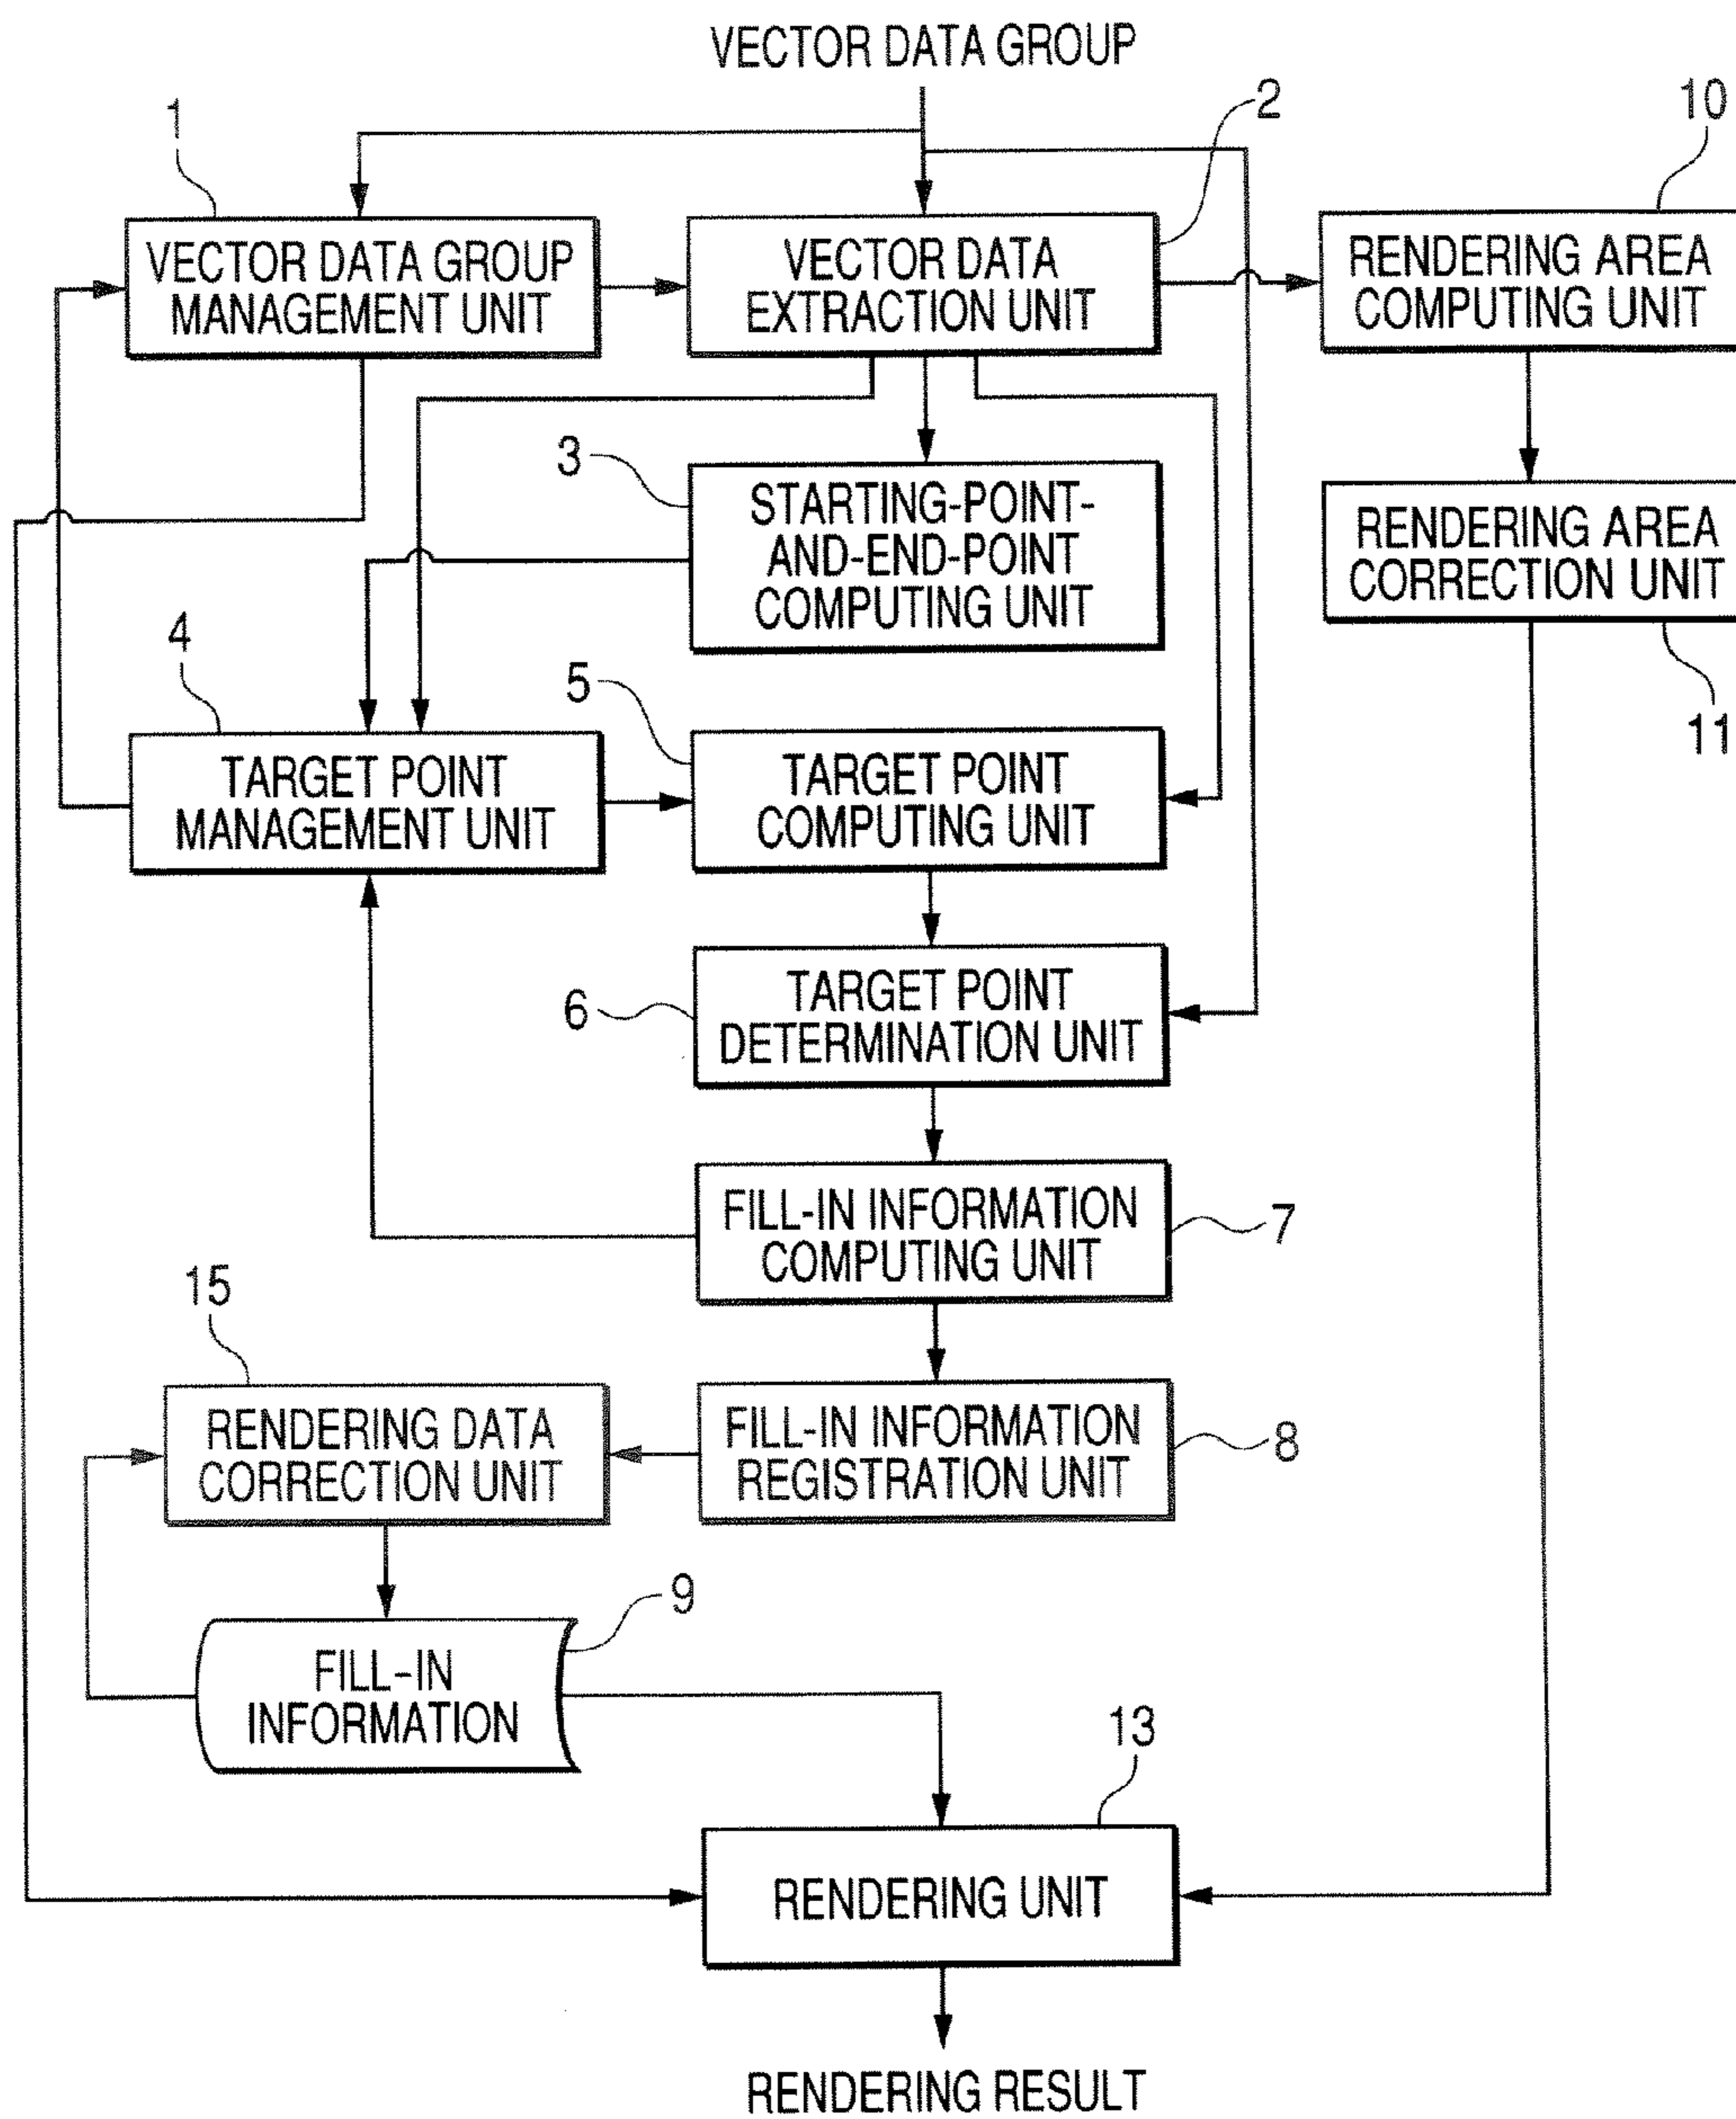 VECTOR DATA GROUP
1
2
10
VECTOR DATA GROUP
MANAGEMENT UNIT
VECTOR DATA
EXTRACTION UNIT
RENDERING AREA
COMPUTING UNIT
3
STARTING-POINT-
AND-END-POINT
COMPUTING UNIT
RENDERING AREA
CORRECTION UNIT
11
4
TARGET POINT
MANAGEMENT UNIT
5
TARGET POINT
COMPUTING UNIT
6
TARGET POINT
DETERMINATION UNIT
FILL-IN INFORMATION
COMPUTING UNIT
7
15
RENDERING DATA
CORRECTION UNIT
FILL-IN INFORMATION
REGISTRATION UNIT
8
9
FILL-IN
INFORMATION
13
RENDERING UNIT
RENDERING RESULT